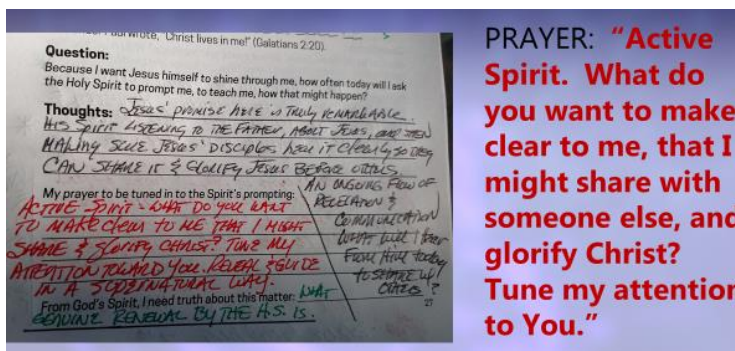 Paul wrote, "Christ lives in me!" (Galatians 2:20).
Question:
Because I want Jesus himself to shine through me, how often today will I ask
the Holy Spirit to prompt me, to teach me, how that might happen?
Thoughts: Jesus' promise here is truly remarkable.
His Spirit listening to the Father, about Jesus, and then
making sure Jesus' disciples hear it clearly so they
can share it & glorify Jesus before others.
An ongoing flow of
revelation &
communication
what will I hear
from Him today
to share w/
others?
My prayer to be tuned in to the Spirit's prompting:
Active Spirit - what do you want
to make clear to me that I might
share & glorify Christ? Tune my
attention toward You. Reveal & guide
in a supernatural way.
From God's Spirit, I need truth about this matter: what
genuine renewal by the H.S. is.
27
PRAYER: "Active
Spirit. What do
you want to make
clear to me, that I
might share with
someone else, and
glorify Christ?
Tune my attention
to You."